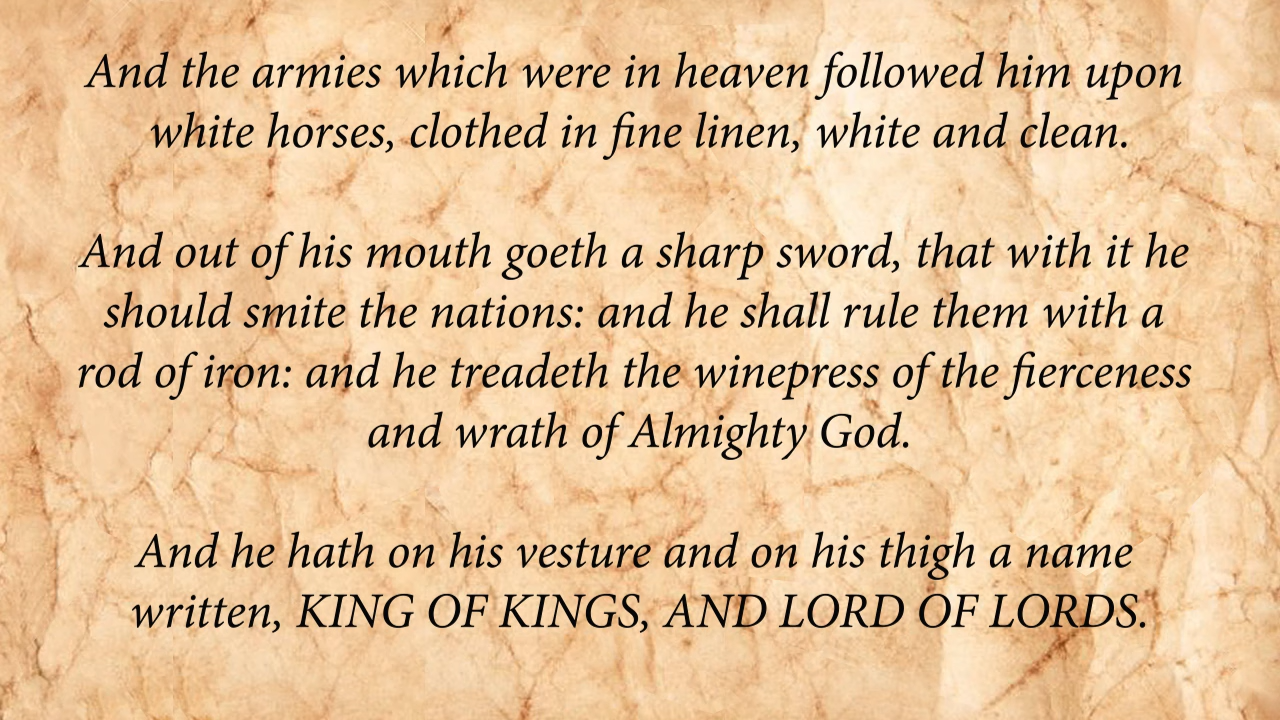 And the armies which were in heaven followed him upon
white horses, clothed in fine linen, white and clean.
And out of his mouth goeth a sharp sword, that with it he
should smite the nations: and he shall rule them with a
rod of iron: and he treadeth the winepress of the fierceness
and wrath of Almighty God.
And he hath on his vesture and on his thigh a name
written, KING OF KINGS, AND LORD OF LORDS.